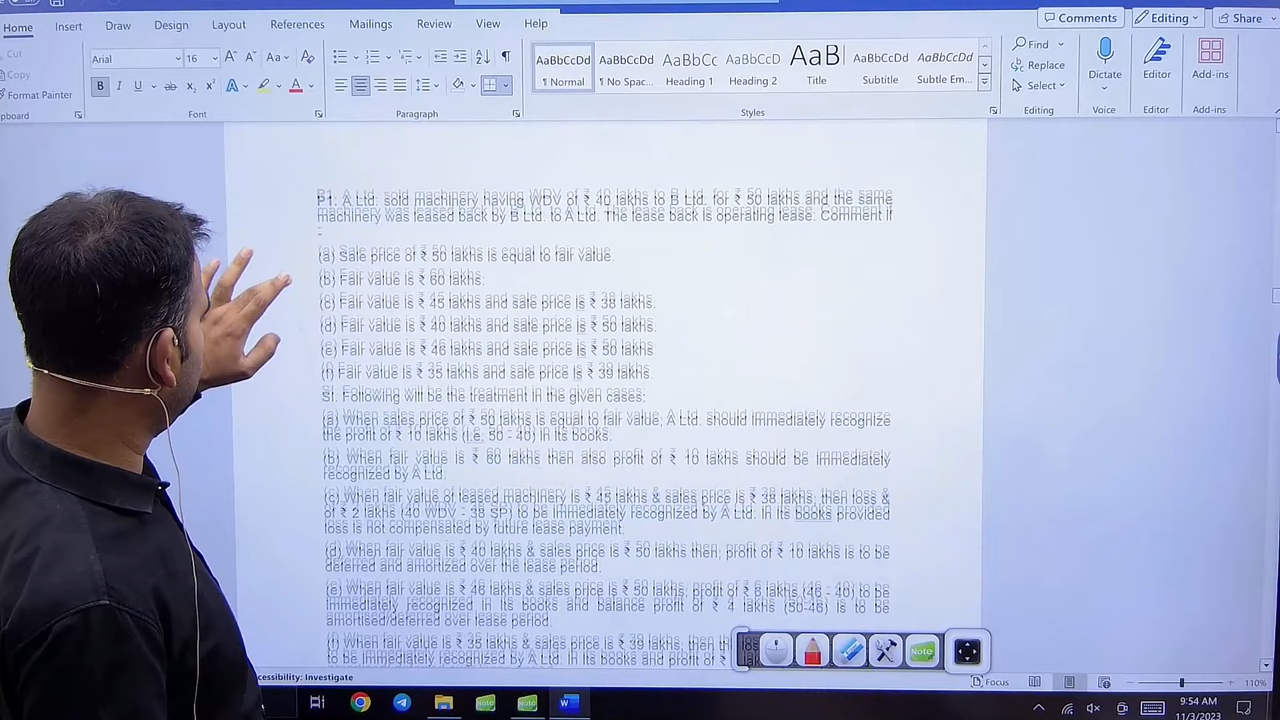 Home Insert Draw Design Layout References Mailings Review View Help Comments Editing Share
Cut
Copy
Format Painter
Arial 16
Aa
B I U ab x₂ x² A A
Font
Paragraph
AaBbCcDd AaBbCcDd AaBbCc AaBbCcD AaB AaBbCcDd AaBbCcDd
¶ Normal ¶ No Spac... Heading 1 Heading 2 Title Subtitle Subtle Em...
Styles
Find
Replace
Select
Editing
Dictate
Voice
Editor
Editor
Add-ins
Add-ins
P1. A Ltd. sold machinery having WDV of ₹ 40 lakhs to B Ltd. for ₹ 50 lakhs and the same
machinery was leased back by B Ltd. to A Ltd. The lease back is operating lease. Comment if
:
(a) Sale price of ₹ 50 lakhs is equal to fair value.
(b) Fair value is ₹ 60 lakhs.
(c) Fair value is ₹ 45 lakhs and sale price is ₹ 38 lakhs.
(d) Fair value is ₹ 40 lakhs and sale price is ₹ 50 lakhs.
(e) Fair value is ₹ 46 lakhs and sale price is ₹ 50 lakhs
(f) Fair value is ₹ 35 lakhs and sale price is ₹ 39 lakhs.
Sl. Following will be the treatment in the given cases:
(a) When sales price of ₹ 50 lakhs is equal to fair value, A Ltd. should immediately recognize
the profit of ₹ 10 lakhs (i.e. 50 - 40) in its books.
(b) When fair value is ₹ 60 lakhs then also profit of ₹ 10 lakhs should be immediately
recognized by A Ltd.
(c) When fair value of leased machinery is ₹ 45 lakhs & sales price is ₹ 38 lakhs, then loss &
of ₹ 2 lakhs (40 WDV - 38 SP) to be immediately recognized by A Ltd. in its books provided
loss is not compensated by future lease payment.
(d) When fair value is ₹ 40 lakhs & sales price is ₹ 50 lakhs then, profit of ₹ 10 lakhs is to be
deferred and amortized over the lease period.
(e) When fair value is ₹ 46 lakhs & sales price is ₹ 50 lakhs, profit of ₹ 6 lakhs (46 - 40) to be
immediately recognized in its books and balance profit of ₹ 4 lakhs (50-46) is to be
amortised/deferred over lease period.
(f) When fair value is ₹ 35 lakhs & sales price is ₹ 39 lakhs, then th
to be immediately recognized by A Ltd. in its books and profit of ₹
Note
Accessibility: Investigate
Focus
110%
Note Note
9:54 AM
11/3/2023